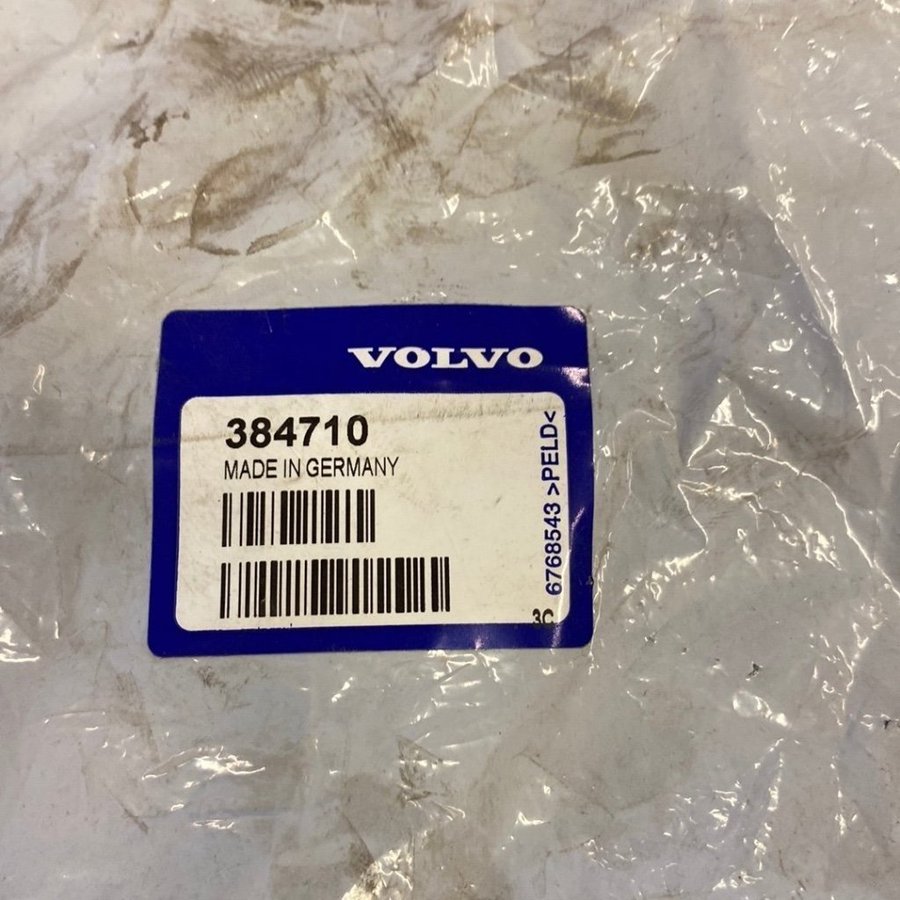 VOLVO
384710
MADE IN GERMANY
6768543 >PELD<
3C